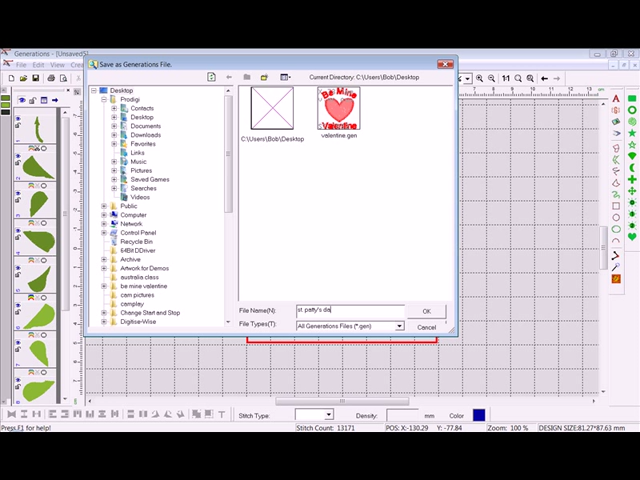 Generations - [Unsaved5]
File Edit View
Save as Generations File.
Current Directory: C:\Users\Bob\Desktop
1:1
cm
Desktop
Prodigi
Contacts
Desktop
Documents
Downloads
Favorites
Links
Music
Pictures
Saved Games
Searches
Videos
Public
Computer
Network
Control Panel
Recycle Bin
64Bit DDriver
Archive
Artwork for Demos
australia class
be mine valentine
cam pictures
camplay
Change Start and Stop
Digitise-Wise
C:\Users\Bob\Desktop
Be Mine
Valentine
valentine.gen
File Name(N):
st. patty's da
OK
File Types(T):
All Generations Files (*.gen)
Cancel
Stitch Type:
Density:
mm
Color
Press F1 for help!
Stitch Count: 13171
POS: X=-130.29
Y=-77.84
Zoom: 100 %
DESIGN SIZE:81.27*87.63 mm